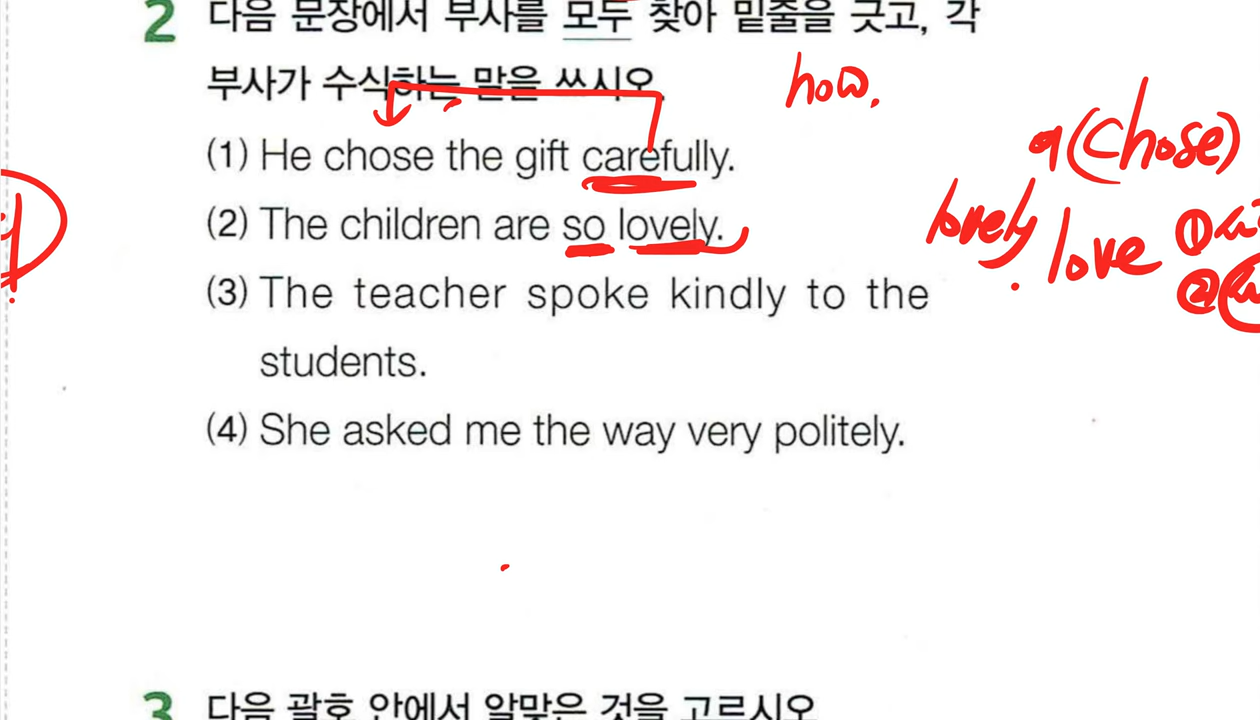 2 다음 문장에서 부사를 모두 찾아 밑줄을 긋고, 각
부사가 수식하는 말을 쓰시오.
how.
(1) He chose the gift carefully.
(chose)
(2) The children are so lovely.
lovely love ①
②
(3) The teacher spoke kindly to the
students.
(4) She asked me the way very politely.
3 다음 괄호 안에서 알맞은 것을 고르시오